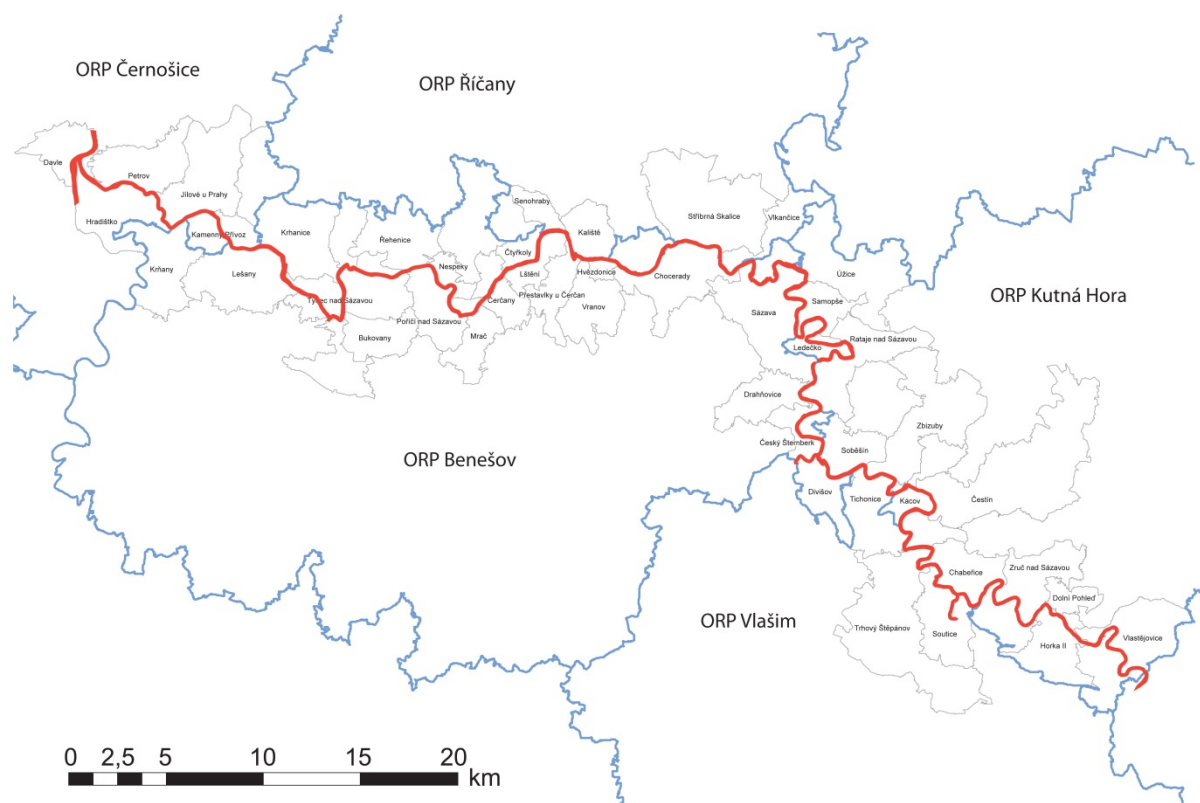 ORP Černošice
ORP Říčany
Davle
Petrov
Jílové u Prahy
Senohraby
Stříbrná Skalice
Vlkančice
Hradištko
Kamenný Přívoz
Krhanice
Řehenice
Kaliště
Čtyřkoly
Krňany
Lešany
Nespeky
Lštění
Hvězdonice
Chocerady
Úžice
ORP Kutná Hora
Týnec nad Sázavou
Čerčany
Přestavlky u Čerčan
Vranov
Sázava
Samopše
Poříčí nad Sázavou
Bukovany
Mrač
Rataje nad Sázavou
Ledečko
Drahňovice
Zbizuby
Český Šternberk
Soběšín
ORP Benešov
Divišov
Tichonice
Kácov
Čestín
Chabeřice
Zruč nad Sázavou
Dolní Pohleď
ORP Vlašim
Trhový Štěpánov
Soutice
Horka II
Vlastějovice
0 2,5 5 10 15 20
km